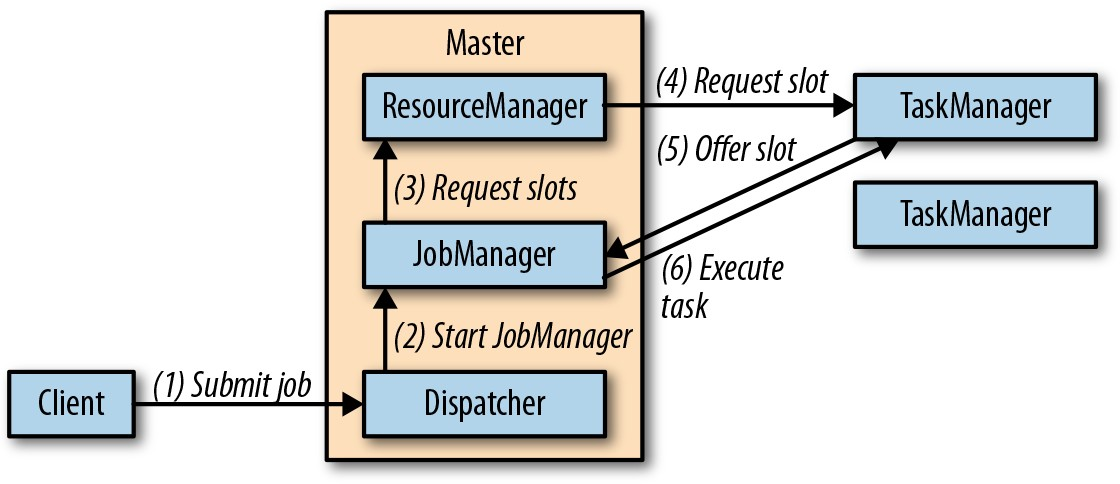 Master
ResourceManager
(4) Request slot
TaskManager
(5) Offer slot
(3) Request slots
TaskManager
JobManager
(6) Execute
task
(2) Start JobManager
Client
(1) Submit job
Dispatcher